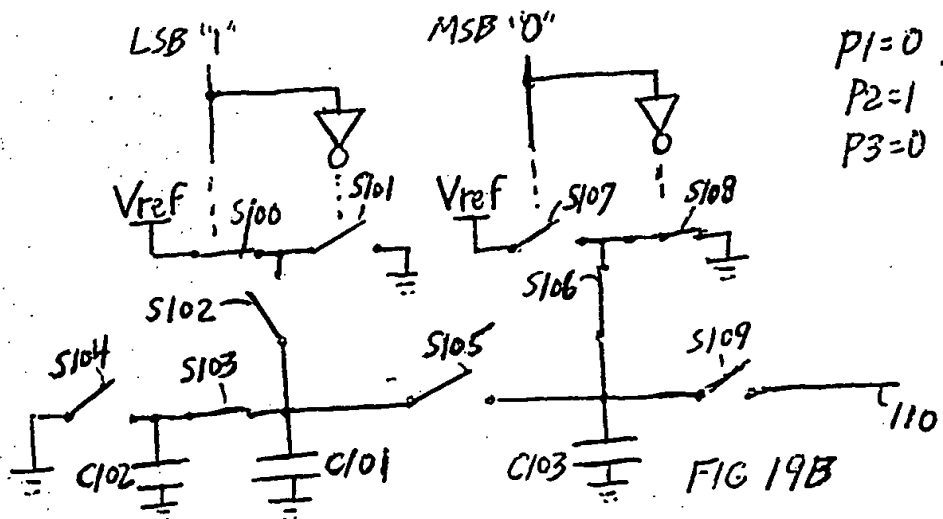 LSB "1"
MSB "0"
P1=0
P2=1
P3=0
Vref
S100
S101
Vref
S107
S108
S102
S106
S104
S103
S105
S109
110
C102
C101
C103
FIG 19B